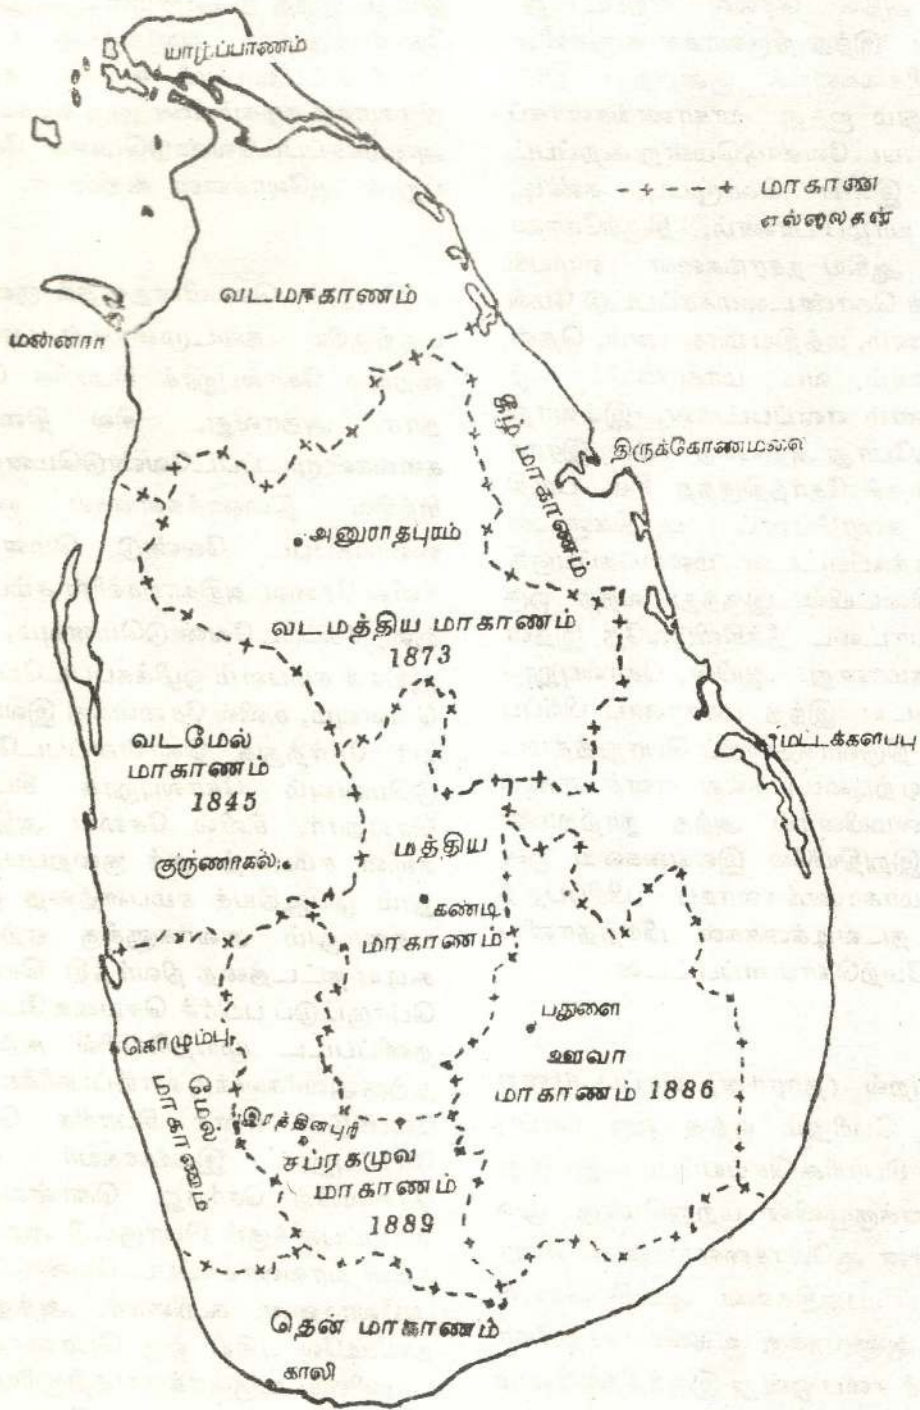 யாழ்ப்பாணம்
-+--+ மாகாண
எல்லைகள்
வடமாகாணம்
மன்னார்
கீழ் மாகாணம்
திருக்கோணமலை
அனுராதபுரம்
வடமத்திய மாகாணம்
1873
மட்டக்களப்பு
வடமேல்
மாகாணம்
1845
மத்திய
குருணாகல்
கண்டி
மாகாணம்
பதுளை
கொழும்பு
ஊவா
மாகாணம் 1886
மேல்
மாகாணம்
இரத்தினபுரி
சப்ரகமுவ
மாகாணம்
1889
தென் மாகாணம்
காலி